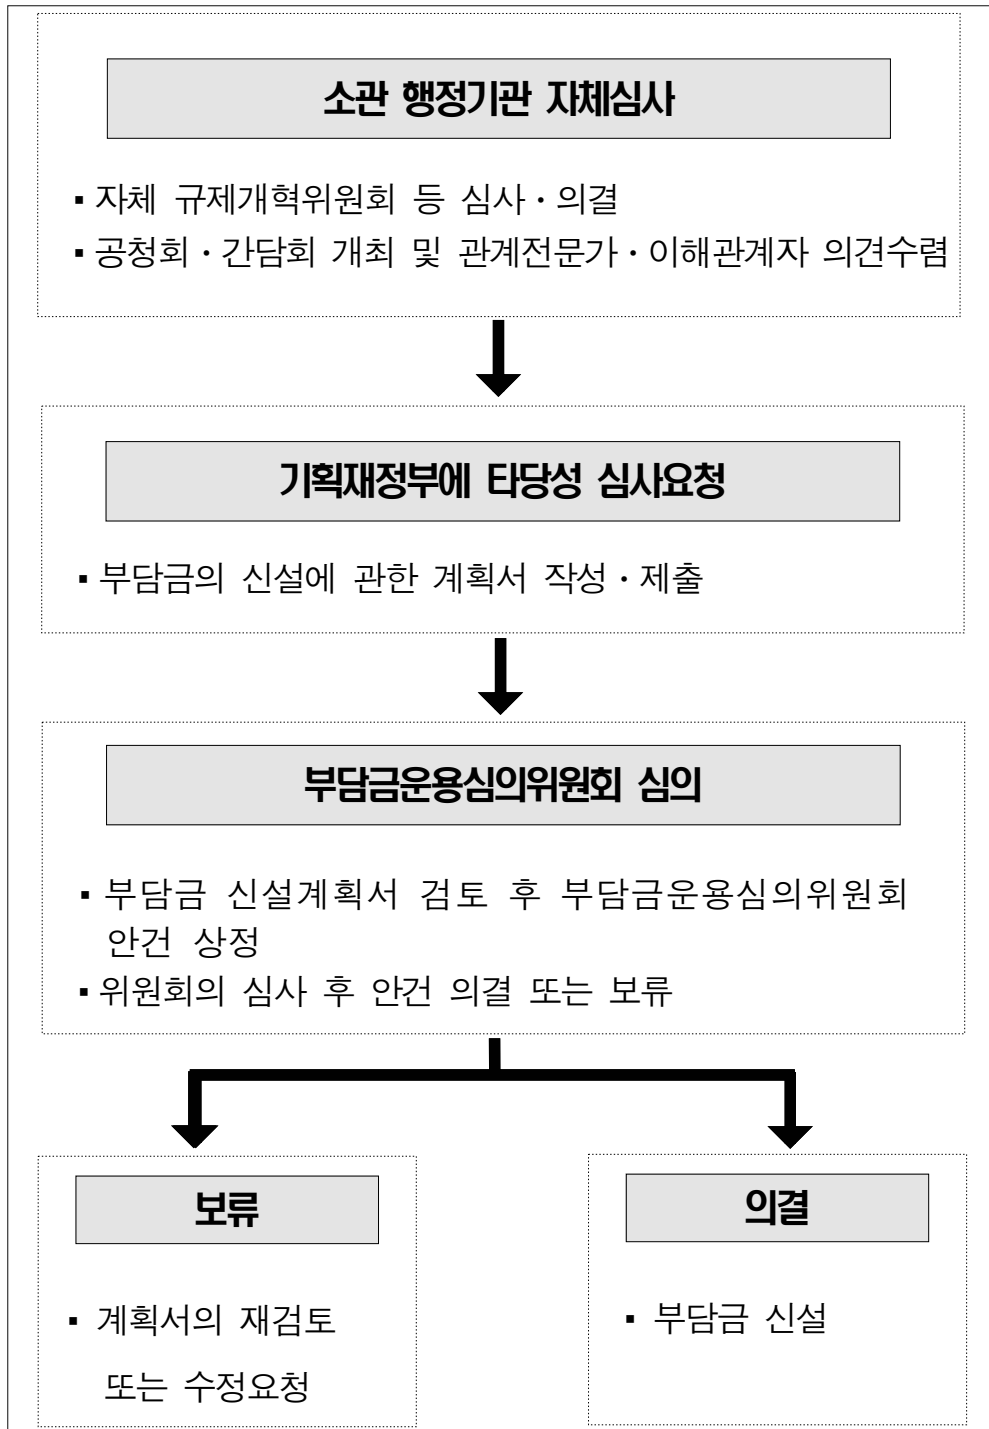 소관 행정기관 자체심사
▪ 자체 규제개혁위원회 등 심사・의결
▪ 공청회・간담회 개최 및 관계전문가・이해관계자 의견수렴
기획재정부에 타당성 심사요청
▪ 부담금의 신설에 관한 계획서 작성・제출
부담금운용심의위원회 심의
▪ 부담금 신설계획서 검토 후 부담금운용심의위원회
안건 상정
▪ 위원회의 심사 후 안건 의결 또는 보류
보류
▪ 계획서의 재검토
또는 수정요청
의결
▪ 부담금 신설